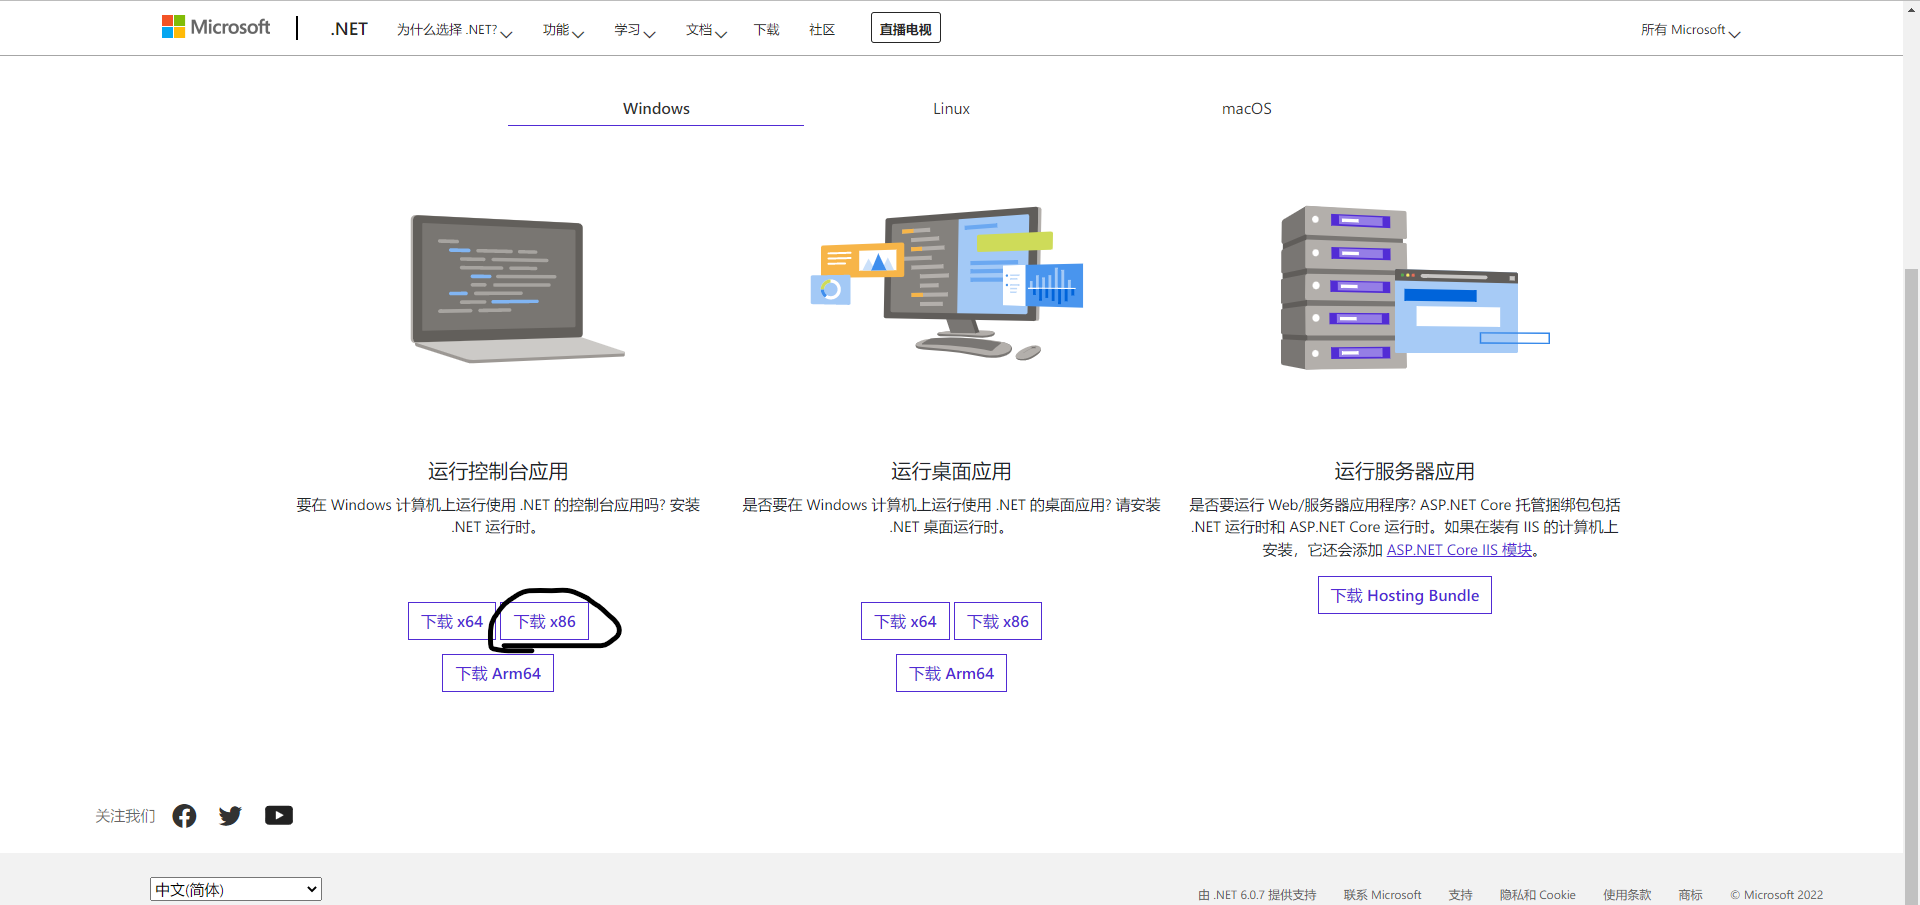 Microsoft .NET 为什么选择 .NET? 功能 学习 文档 下载 社区 直播电视 所有 Microsoft
Windows Linux macOS
运行控制台应用
要在 Windows 计算机上运行使用 .NET 的控制台应用吗? 安装
.NET 运行时。
下载 x64 下载 x86
下载 Arm64
运行桌面应用
是否要在 Windows 计算机上运行使用 .NET 的桌面应用? 请安装
.NET 桌面运行时。
下载 x64 下载 x86
下载 Arm64
运行服务器应用
是否要运行 Web/服务器应用程序? ASP.NET Core 托管捆绑包包括
.NET 运行时和 ASP.NET Core 运行时。如果在装有 IIS 的计算机上
安装，它还会添加 ASP.NET Core IIS 模块。
下载 Hosting Bundle
关注我们
中文(简体)
由 .NET 6.0.7 提供支持 联系 Microsoft 支持 隐私和 Cookie 使用条款 商标 © Microsoft 2022